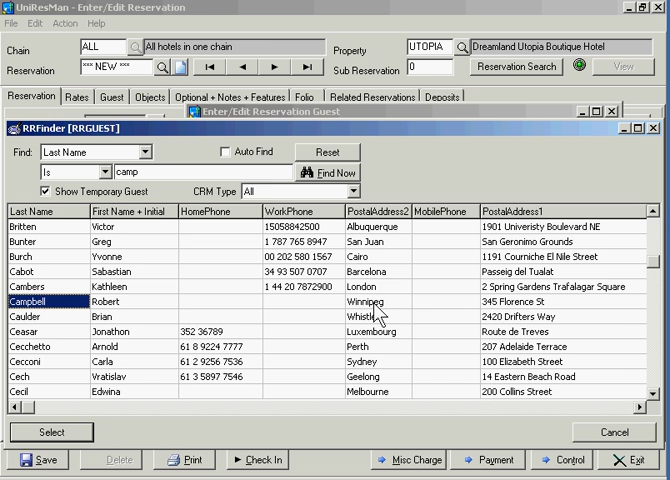 UniResMan - Enter/Edit Reservation
File Edit Action Help
Chain ALL All hotels in one chain Property UTOPIA Dreamland Utopia Boutique Hotel
Reservation *** NEW *** Sub Reservation 0 Reservation Search View
Reservation Rates Guest Objects Optional + Notes + Features Folio Related Reservations Deposits
Enter/Edit Reservation Guest
RRFinder [RRGUEST]
Find: Last Name Auto Find Reset
Is camp Find Now
Show Temporary Guest CRM Type All
Last Name First Name + Initial HomePhone WorkPhone PostalAddress2 MobilePhone PostalAddress1
Britten Victor 15058842500 Albuquerque 1901 Univeristy Boulevard NE
Bunter Greg 1 787 765 8947 San Juan San Geronimo Grounds
Burch Yvonne 00 202 580 1567 Cairo 1191 Corniche El Nile Street
Cabot Sabastian 34 93 507 0707 Barcelona Passeig del Tualat
Cambers Kathleen 1 44 20 7872900 London 2 Spring Gardens Trafalagar Square
Campbell Robert Winnipeg 345 Florence St
Caulder Brian 2420 Drifters Way
Ceasar Jonathon 352 36789 Luxembourg Route de Treves
Cecchetto Arnold 61 8 9224 7777 Perth 207 Adelaide Terrace
Cecconi Carla 61 2 9256 7536 Sydney 100 Elizabeth Street
Cech Vratislav 61 3 5897 7546 Geelong 14 Eastern Beach Road
Cecil Edwina Melbourne 200 Collins Street
Select Cancel
Save Delete Print Check In Misc Charge Payment Control Exit